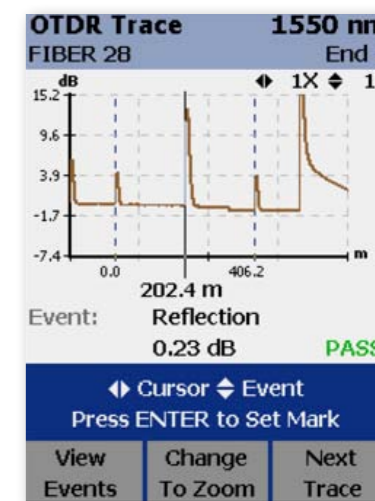 OTDR Trace 1550 nm
FIBER 28 End
dB 1X 1
15.2
9.6
3.9
-1.7
-7.4 m
0.0 406.2
202.4 m
Event: Reflection
0.23 dB PASS
Cursor Event
Press ENTER to Set Mark
View Change Next
Events To Zoom Trace